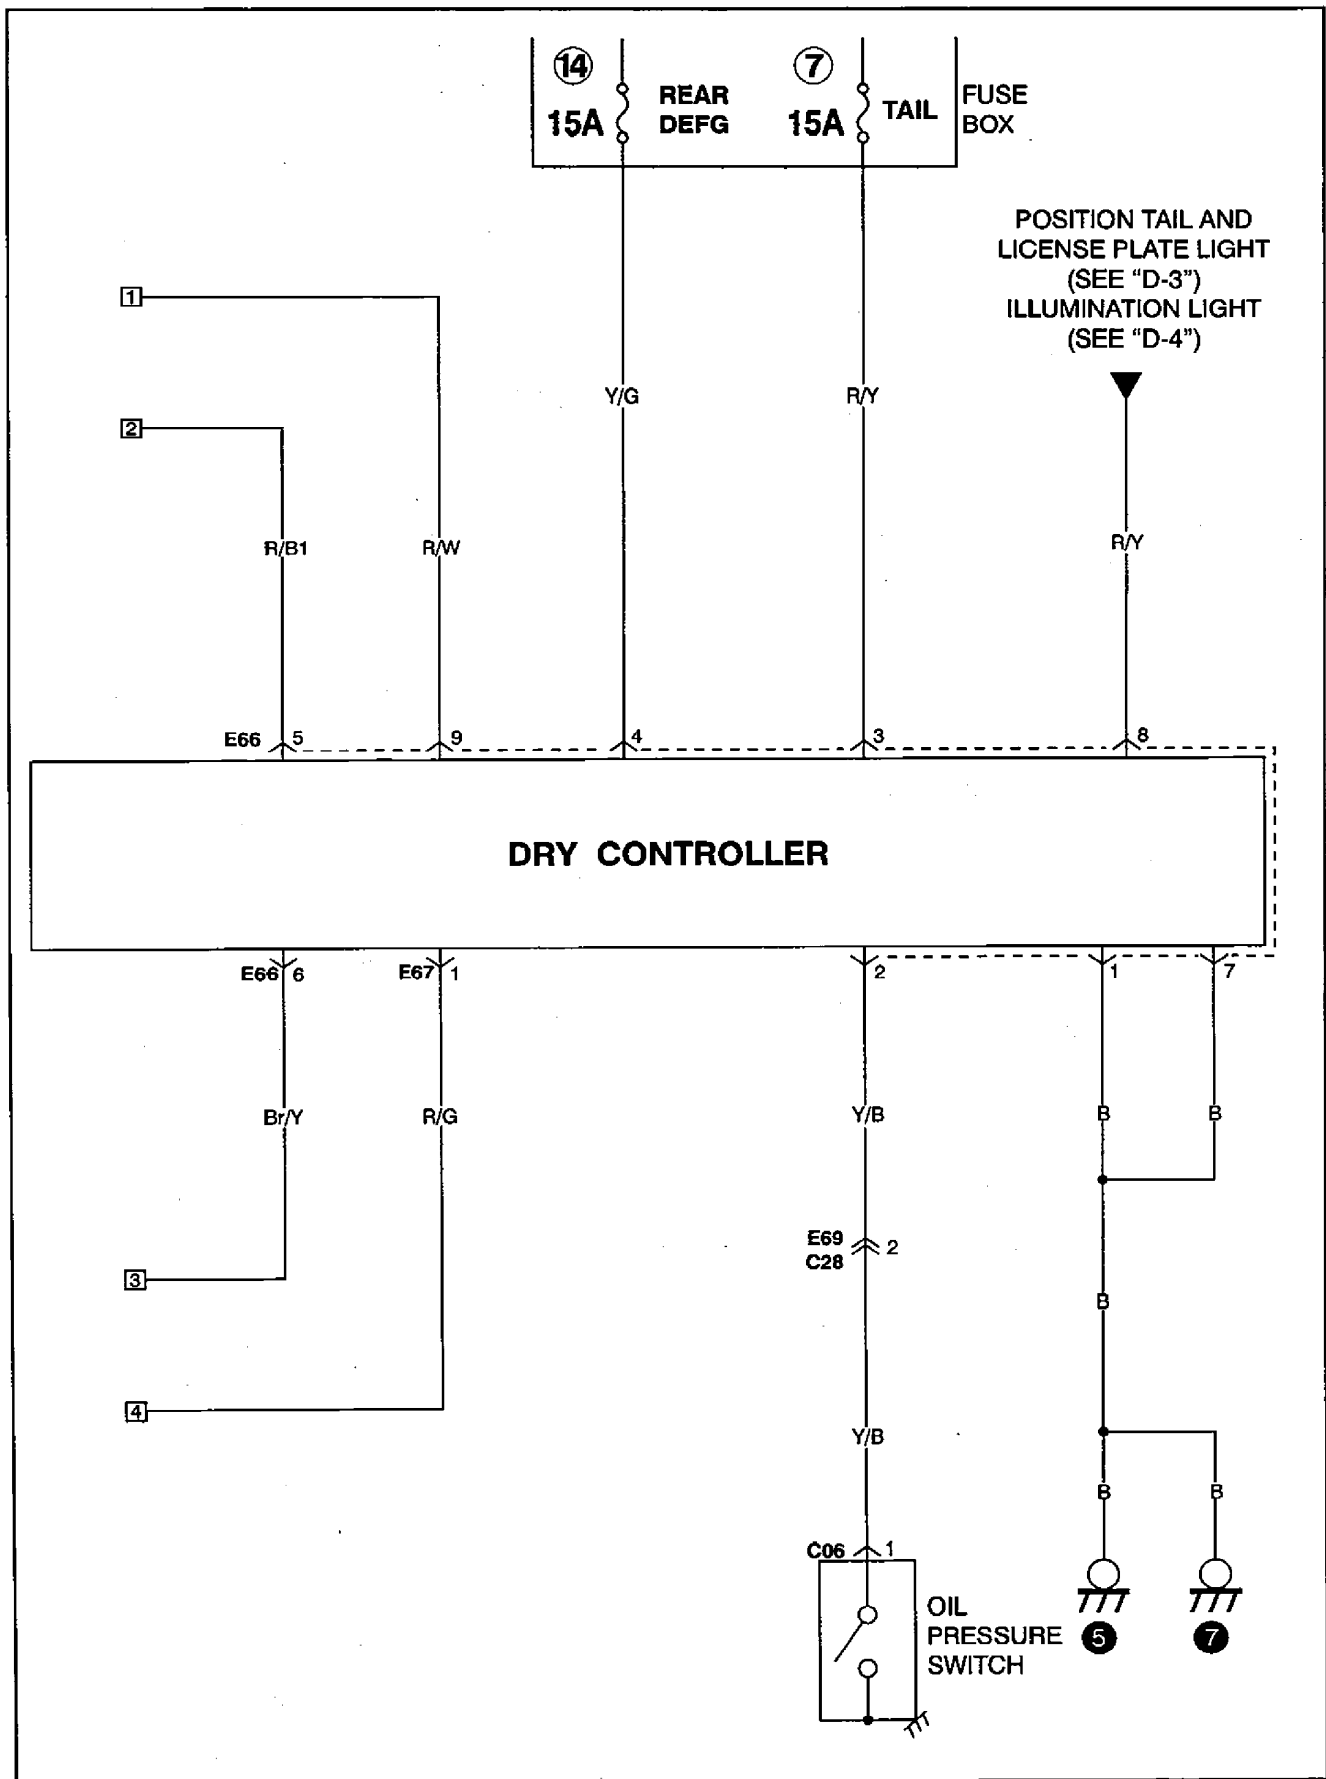 14
15A
REAR
DEFG
7
15A
TAIL
FUSE
BOX
POSITION TAIL AND
LICENSE PLATE LIGHT
(SEE “D-3”)
ILLUMINATION LIGHT
(SEE “D-4”)
1
2
Y/G
R/Y
R/B1
R/W
R/Y
E66 5
9
4
3
8
DRY CONTROLLER
E66 6
E67 1
2
1
7
Br/Y
R/G
Y/B
B
B
E69
C28
2
3
B
4
Y/B
B
B
C06 1
OIL
PRESSURE
SWITCH
5
7